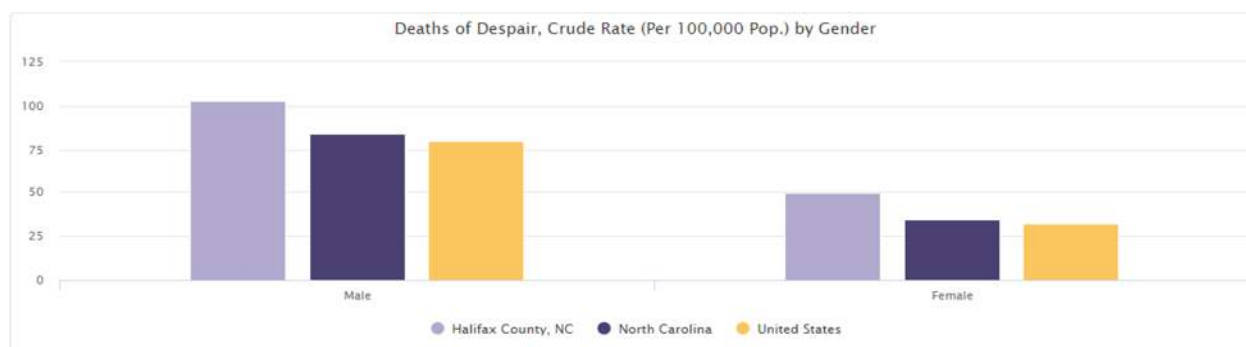 Deaths of Despair, Crude Rate (Per 100,000 Pop.) by Gender
125
100
75
50
25
0
Male Female
Halifax County, NC North Carolina United States